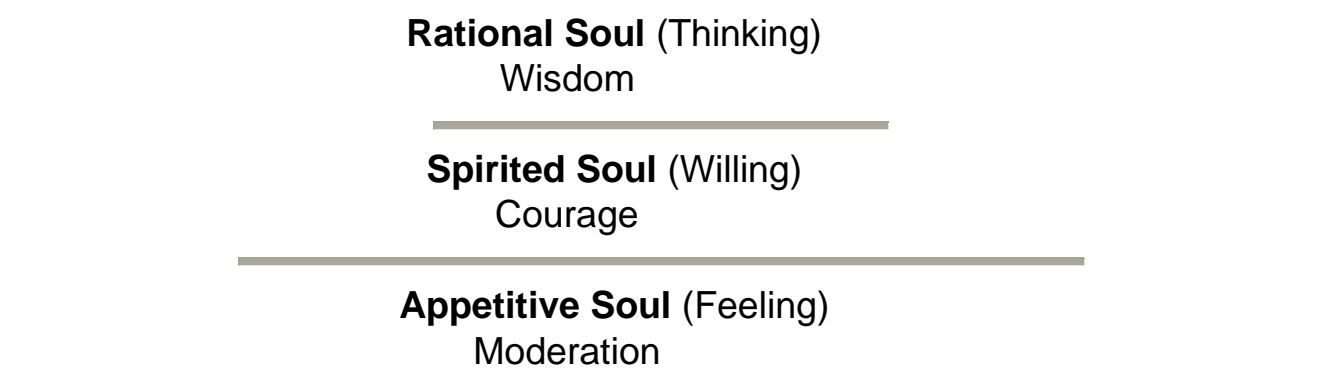 Rational Soul (Thinking)
Wisdom
Spirited Soul (Willing)
Courage
Appetitive Soul (Feeling)
Moderation